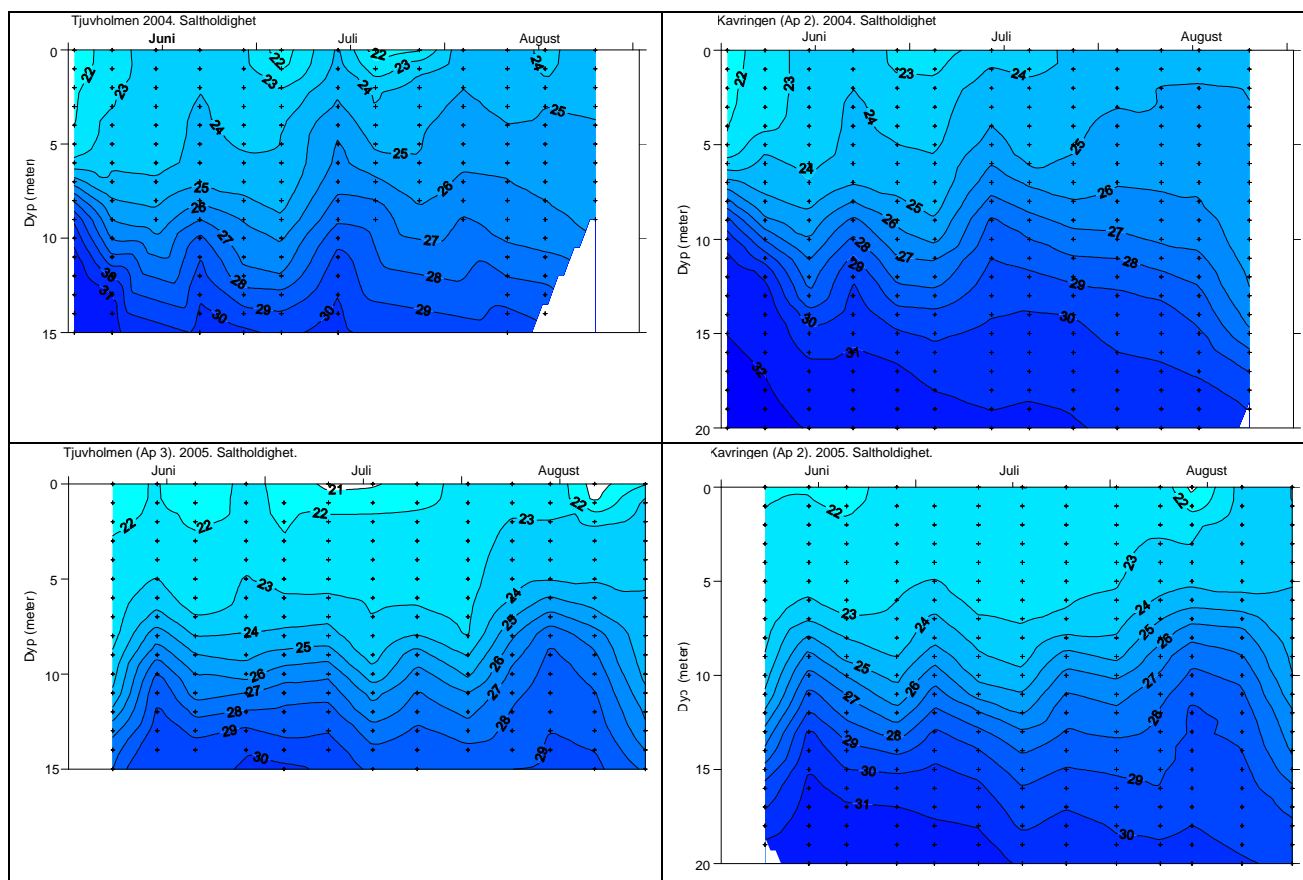 Tjuvholmen 2004. Saltholdighet
Juni Juli August
0
5
10
15
Dyp (meter)
22 23 22 23 24 22 23 24 24 25
24 25 25 26 26 27 27 28 28
30 31 29 30 30 29 29
Kavringen (Ap 2). 2004. Saltholdighet
Juni Juli August
0
5
10
15
20
Dyp (meter)
22 23 23 24 24 24 25
25 26 26 27 27 28 28 29 29
30 30 31 32
Tjuvholmen (Ap 3). 2005. Saltholdighet.
Juni Juli August
0
5
10
15
Dyp (meter)
22 22 21 22 22 23
23 24 24 25 25 26 26 27 27 28 28
29 29 30
Kavringen (Ap 2). 2005. Saltholdighet.
Juni Juli August
0
5
10
15
20
Dyp (meter)
22 22 23 23 24 24
25 25 26 26 27 27 28 28
29 29 30 30 31